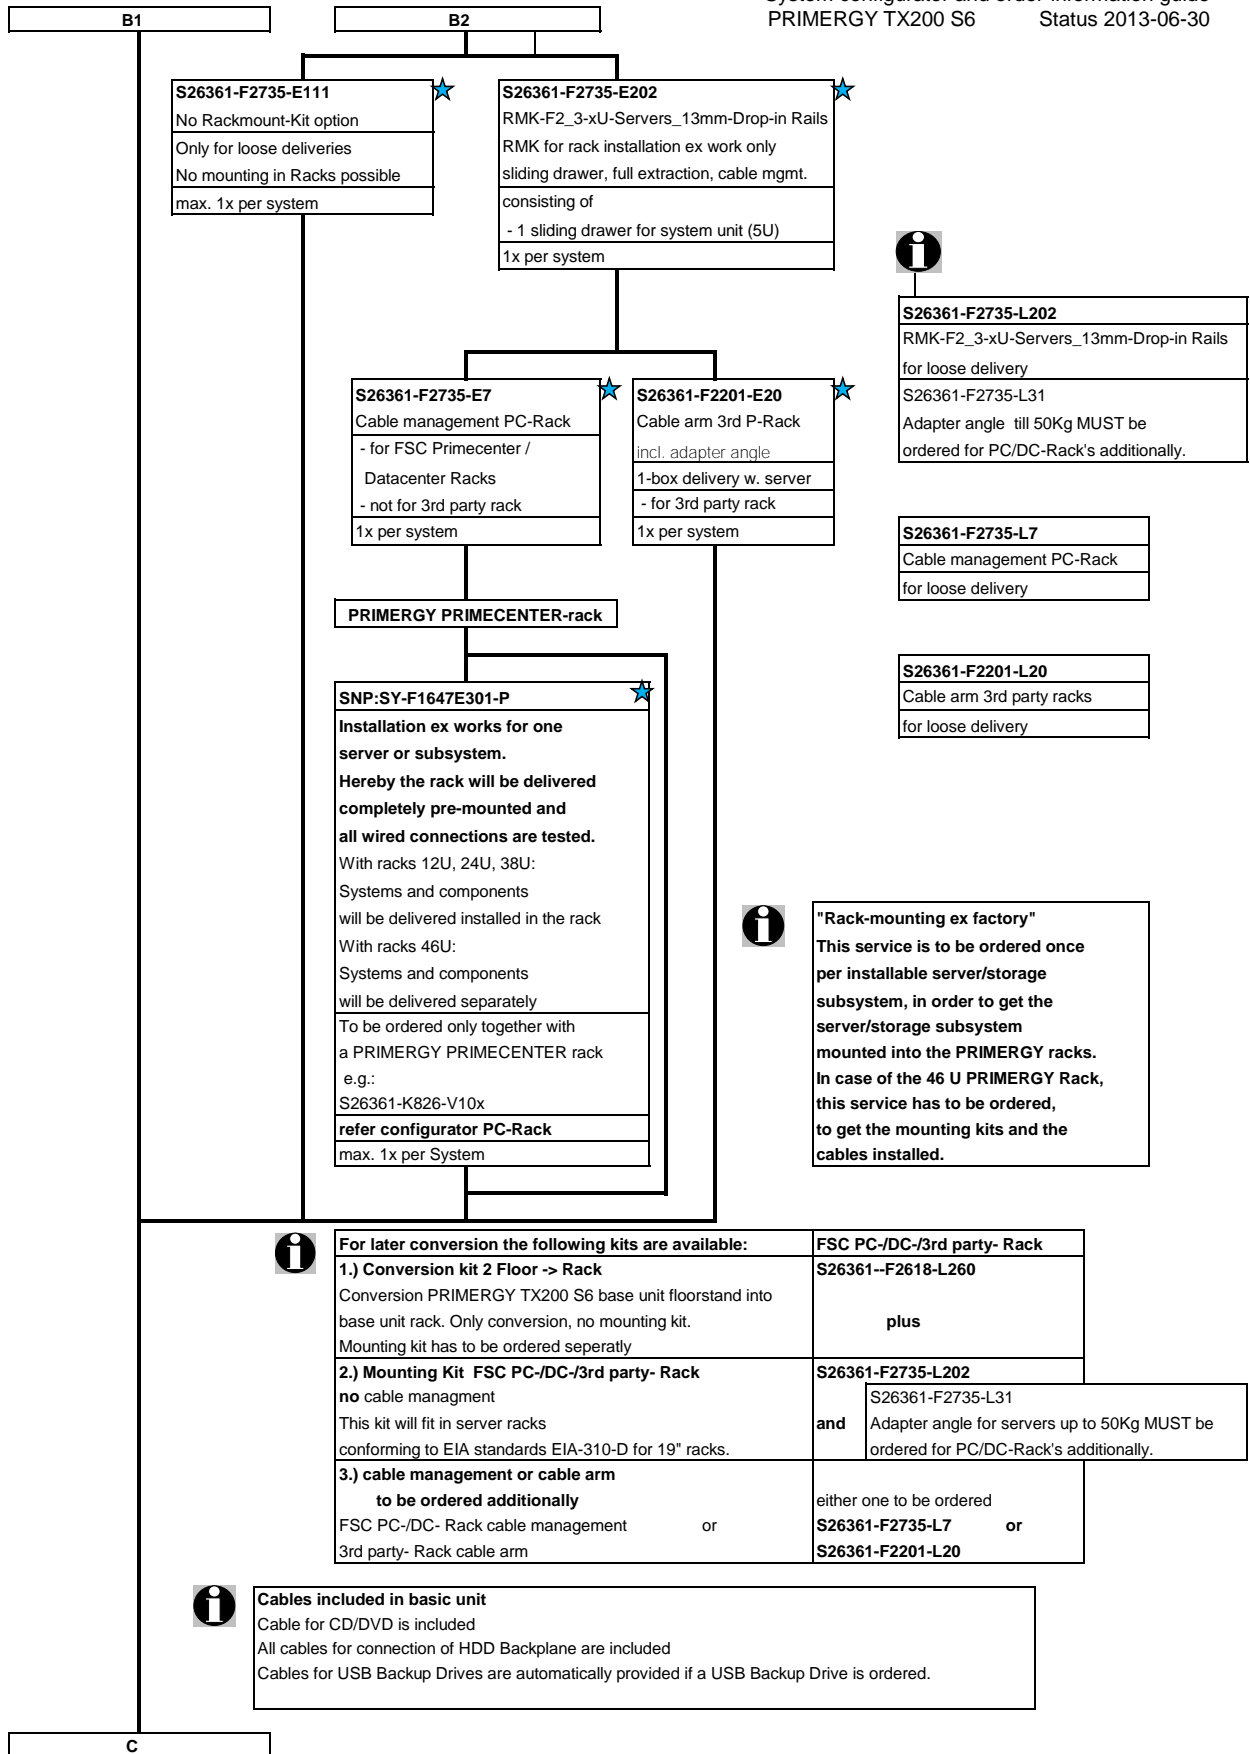 System configurator and order-information guide
PRIMERGY TX200 S6 Status 2013-06-30
B1
B2
S26361-F2735-E111
No Rackmount-Kit option
Only for loose deliveries
No mounting in Racks possible
max. 1x per system
S26361-F2735-E202
RMK-F2_3-xU-Servers_13mm-Drop-in Rails
RMK for rack installation ex work only
sliding drawer, full extraction, cable mgmt.
consisting of
- 1 sliding drawer for system unit (5U)
1x per system
S26361-F2735-L202
RMK-F2_3-xU-Servers_13mm-Drop-in Rails
for loose delivery
S26361-F2735-L31
Adapter angle till 50Kg MUST be
ordered for PC/DC-Rack's additionally.
S26361-F2735-E7
Cable management PC-Rack
- for FSC Primecenter /
Datacenter Racks
- not for 3rd party rack
1x per system
S26361-F2201-E20
Cable arm 3rd P-Rack
incl. adapter angle
1-box delivery w. server
- for 3rd party rack
1x per system
S26361-F2735-L7
Cable management PC-Rack
for loose delivery
PRIMERGY PRIMECENTER-rack
S26361-F2201-L20
Cable arm 3rd party racks
for loose delivery
SNP:SY-F1647E301-P
Installation ex works for one
server or subsystem.
Hereby the rack will be delivered
completely pre-mounted and
all wired connections are tested.
With racks 12U, 24U, 38U:
Systems and components
will be delivered installed in the rack
With racks 46U:
Systems and components
will be delivered separately
To be ordered only together with
a PRIMERGY PRIMECENTER rack
e.g.:
S26361-K826-V10x
refer configurator PC-Rack
max. 1x per System
"Rack-mounting ex factory"
This service is to be ordered once
per installable server/storage
subsystem, in order to get the
server/storage subsystem
mounted into the PRIMERGY racks.
In case of the 46 U PRIMERGY Rack,
this service has to be ordered,
to get the mounting kits and the
cables installed.
For later conversion the following kits are available: FSC PC-/DC-/3rd party- Rack
1.) Conversion kit 2 Floor -> Rack S26361--F2618-L260
Conversion PRIMERGY TX200 S6 base unit floorstand into
base unit rack. Only conversion, no mounting kit. plus
Mounting kit has to be ordered seperatly
2.) Mounting Kit FSC PC-/DC-/3rd party- Rack S26361-F2735-L202
no cable managment S26361-F2735-L31
This kit will fit in server racks and Adapter angle for servers up to 50Kg MUST be
conforming to EIA standards EIA-310-D for 19" racks. ordered for PC/DC-Rack's additionally.
3.) cable management or cable arm
to be ordered additionally either one to be ordered
FSC PC-/DC- Rack cable management or S26361-F2735-L7 or
3rd party- Rack cable arm S26361-F2201-L20
Cables included in basic unit
Cable for CD/DVD is included
All cables for connection of HDD Backplane are included
Cables for USB Backup Drives are automatically provided if a USB Backup Drive is ordered.
C